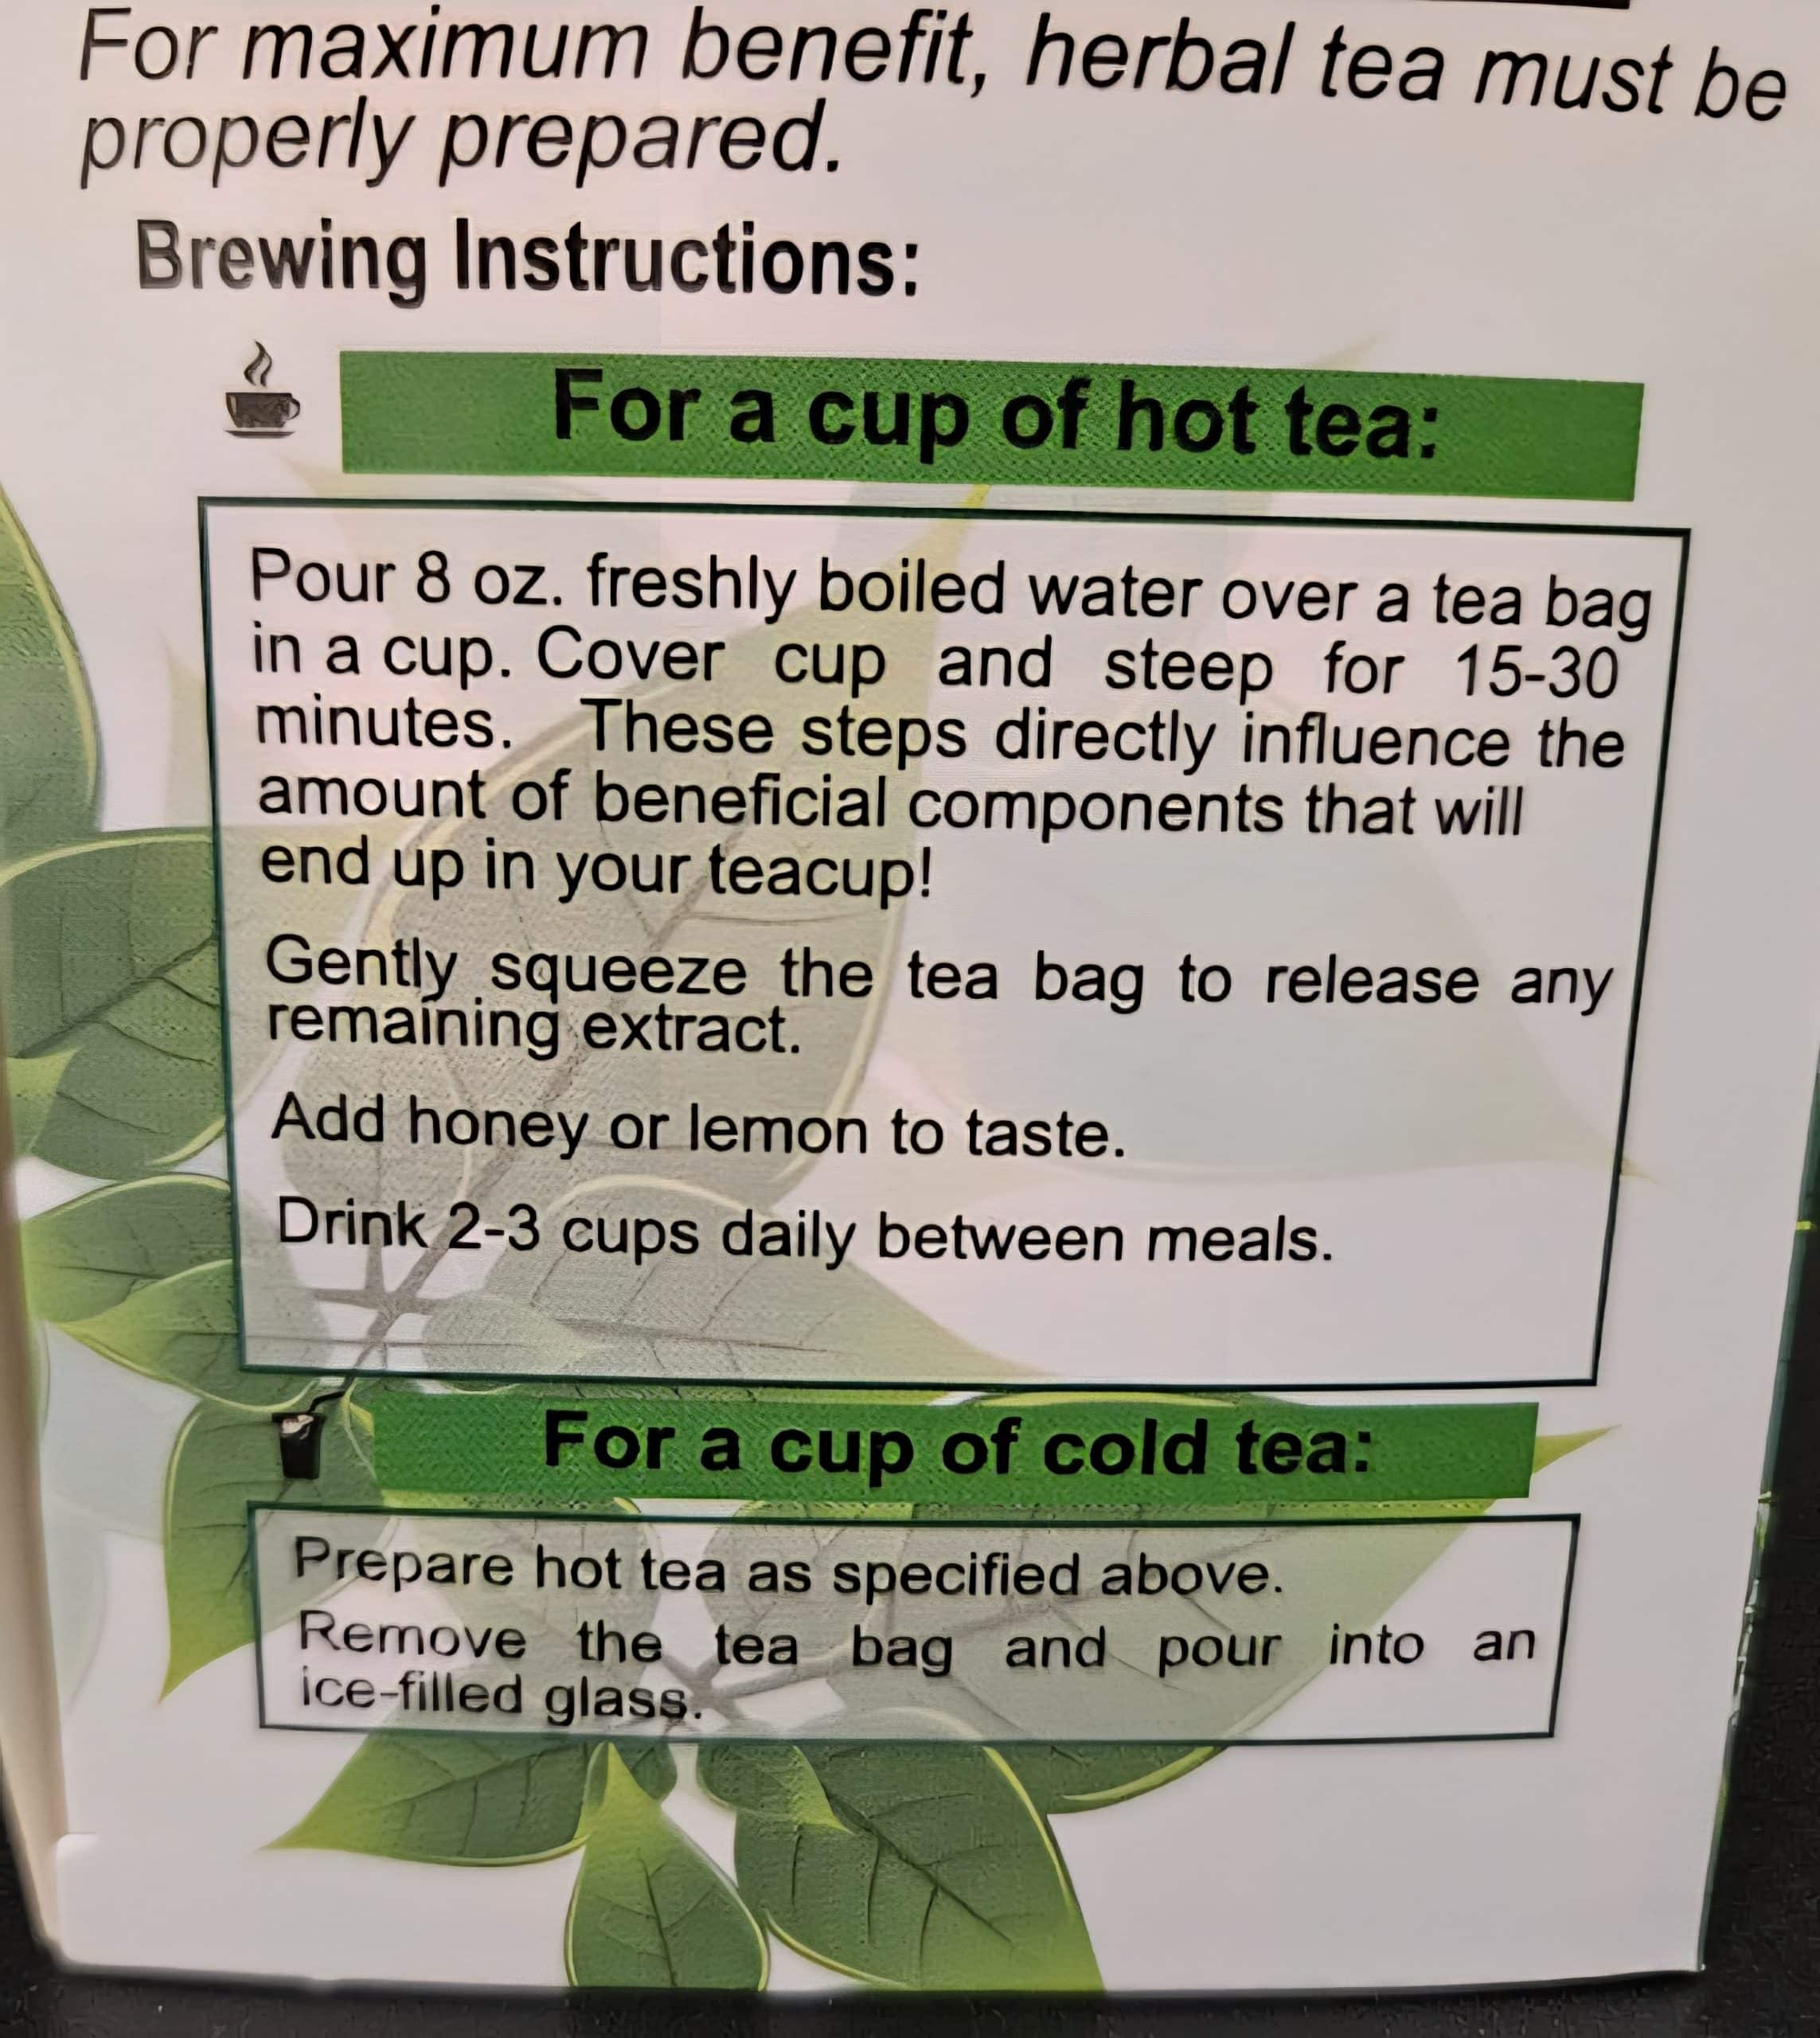 For maximum benefit, herbal tea must be
properly prepared.
Brewing Instructions:
For a cup of hot tea:
Pour 8 oz. freshly boiled water over a tea bag
in a cup. Cover cup and steep for 15-30
minutes. These steps directly influence the
amount of beneficial components that will
end up in your teacup!
Gently squeeze the tea bag to release any
remaining extract.
Add honey or lemon to taste.
Drink 2-3 cups daily between meals.
For a cup of cold tea:
Prepare hot tea as specified above.
Remove the tea bag and pour into an
ice-filled glass.